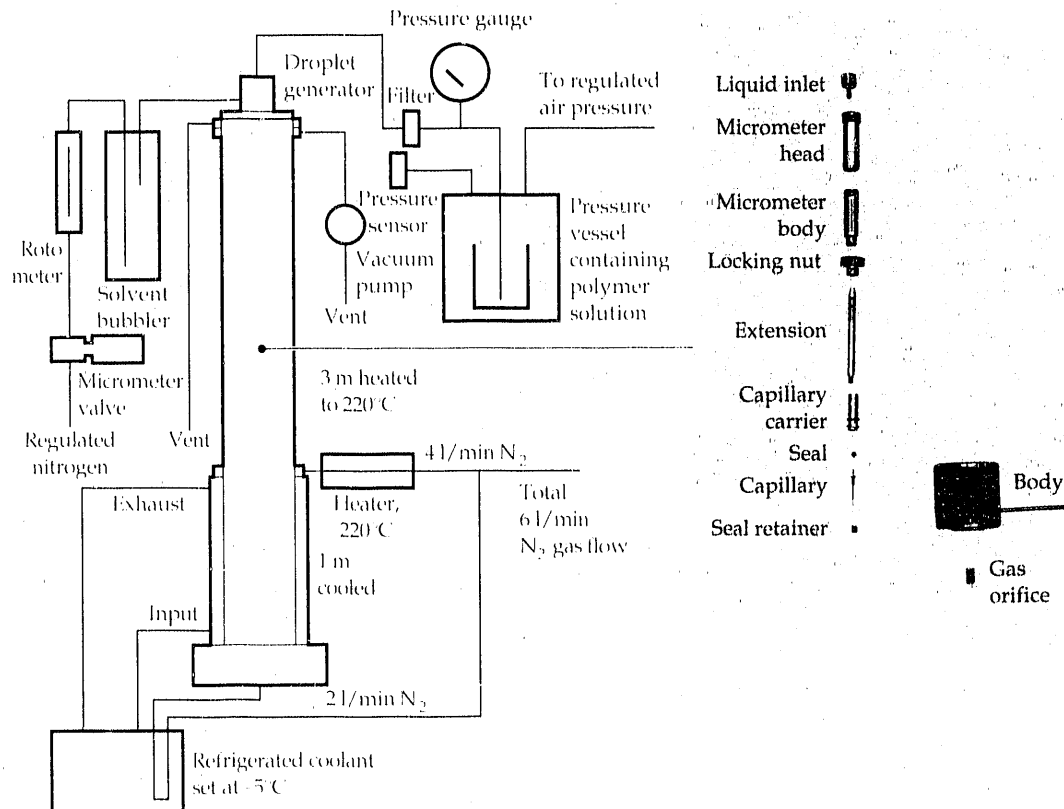 Pressure gauge
Droplet
generator
Filter
To regulated
air pressure
Pressure
sensor
Vacuum
pump
Vent
Pressure
vessel
containing
polymer
solution
Roto
meter
Solvent
bubbler
Micrometer
valve
Regulated
nitrogen
Vent
3 m heated
to 220°C
4 l/min N2
Exhaust
Heater,
220°C
Total
6 l/min
N2 gas flow
1 m
cooled
Input
2 l/min N2
Refrigerated coolant
set at -5°C
Liquid inlet
Micrometer
head
Micrometer
body
Locking nut
Extension
Capillary
carrier
Seal
Capillary
Seal retainer
Body
Gas
orifice